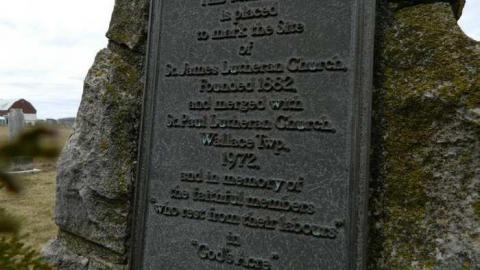 is placed
to mark the Site
of
St. James Lutheran Church,
Founded 1882,
and merged with
St. Paul Lutheran Church,
Wallace Twp.,
1972,
and in memory of
the faithful members
"who rest from their labours"
in
"God's Acre"